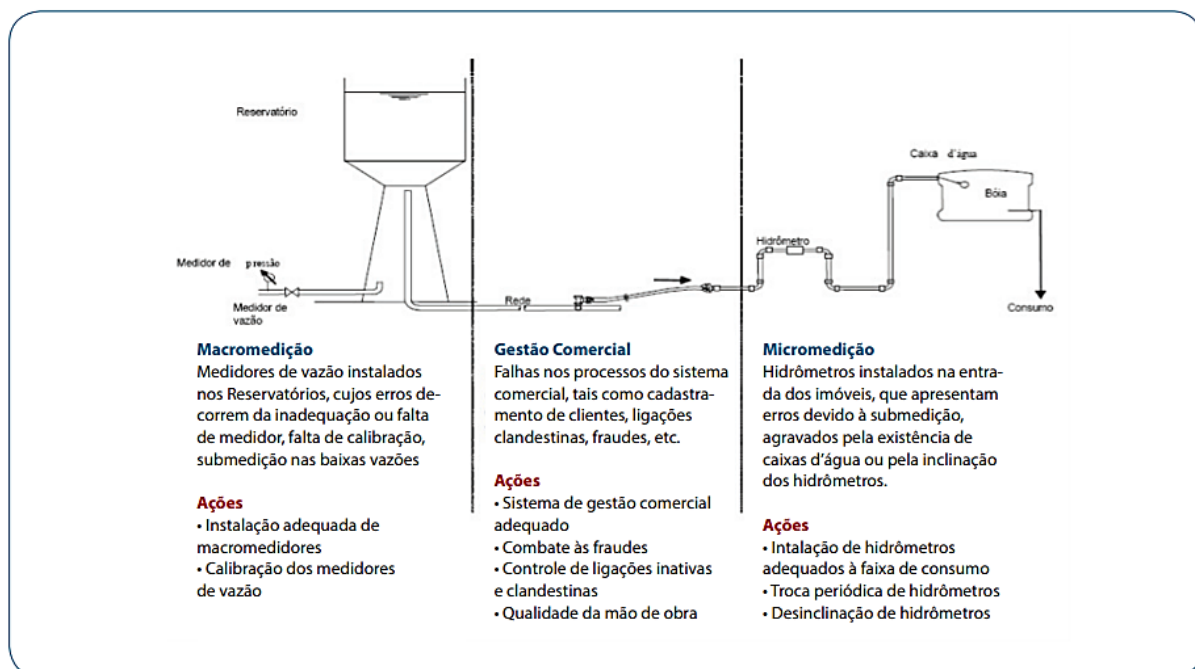 Reservatório
Medidor de pressão
Medidor de
vazão
Rede
Hidrômetro
Caixa d'água
Bóia
Consumo
Macromedição
Medidores de vazão instalados
nos Reservatórios, cujos erros de-
correm da inadequação ou falta
de medidor, falta de calibração,
submedição nas baixas vazões
Ações
• Instalação adequada de
macromedidores
• Calibração dos medidores
de vazão
Gestão Comercial
Falhas nos processos do sistema
comercial, tais como cadastra-
mento de clientes, ligações
clandestinas, fraudes, etc.
Ações
• Sistema de gestão comercial
adequado
• Combate às fraudes
• Controle de ligações inativas
e clandestinas
• Qualidade da mão de obra
Micromedição
Hidrômetros instalados na entra-
da dos imóveis, que apresentam
erros devido à submedição,
agravados pela existência de
caixas d'água ou pela inclinação
dos hidrômetros.
Ações
• Intalação de hidrômetros
adequados à faixa de consumo
• Troca periódica de hidrômetros
• Desinclinação de hidrômetros